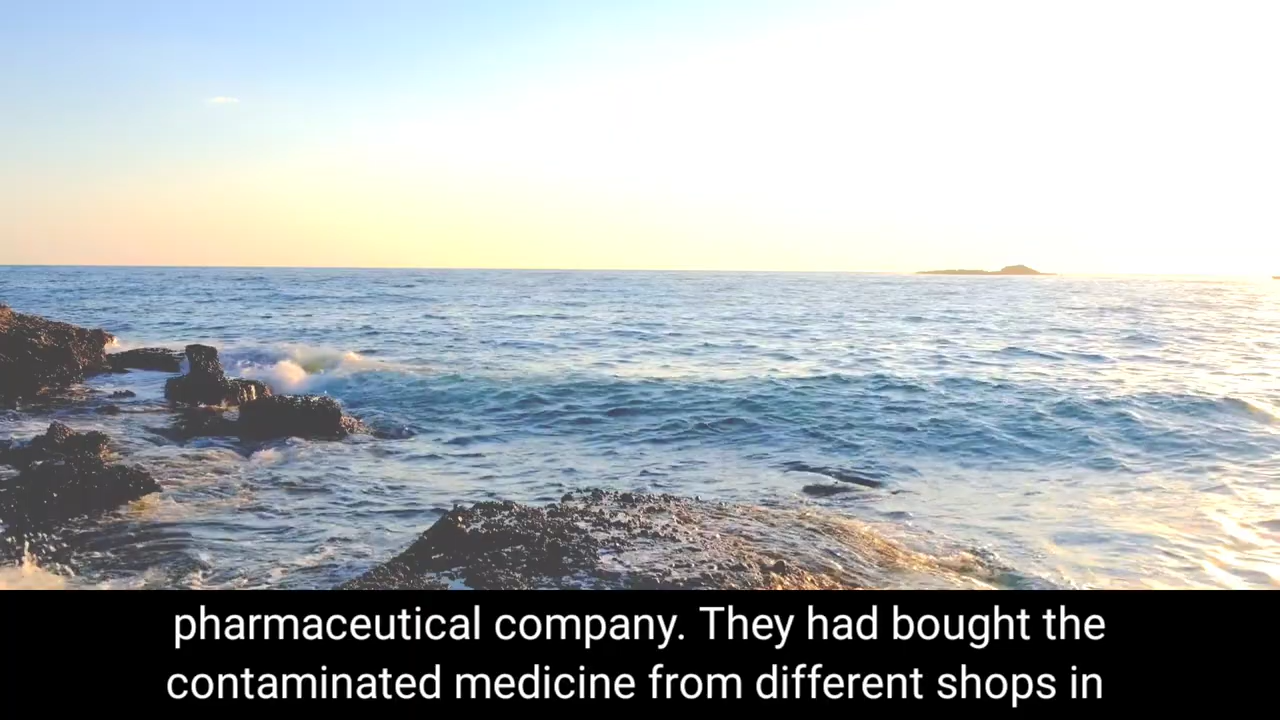 pharmaceutical company. They had bought the
contaminated medicine from different shops in